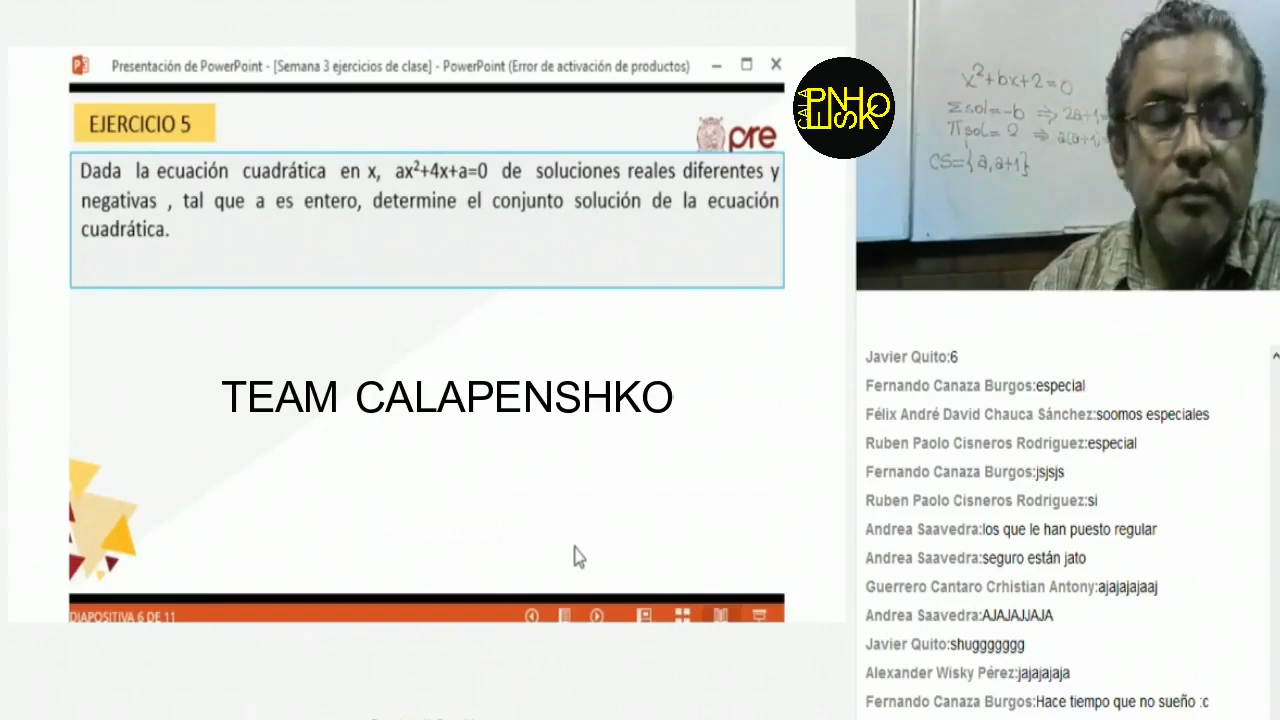 Presentación de PowerPoint - [Semana 3 ejercicios de clase] - PowerPoint (Error de activación de productos)
EJERCICIO 5
pre
Dada la ecuación cuadrática en x, ax²+4x+a=0 de soluciones reales diferentes y
negativas , tal que a es entero, determine el conjunto solución de la ecuación
cuadrática.
TEAM CALAPENSHKO
DIAPOSITIVA 6 DE 11
CALA
PENSHKO
x²+bx+2=0
Σsol=-b ⇒ 2a+1=
πsol= 2 ⇒ a(a+1)=
CS={a,a+1}
Javier Quito:6
Fernando Canaza Burgos:especial
Félix André David Chauca Sánchez:soomos especiales
Ruben Paolo Cisneros Rodriguez:especial
Fernando Canaza Burgos:jsjsjs
Ruben Paolo Cisneros Rodriguez:si
Andrea Saavedra:los que le han puesto regular
Andrea Saavedra:seguro están jato
Guerrero Cantaro Crhistian Antony:ajajajajaaj
Andrea Saavedra:AJAJAJJAJA
Javier Quito:shuggggggg
Alexander Wisky Pérez:jajajajaja
Fernando Canaza Burgos:Hace tiempo que no sueño :c